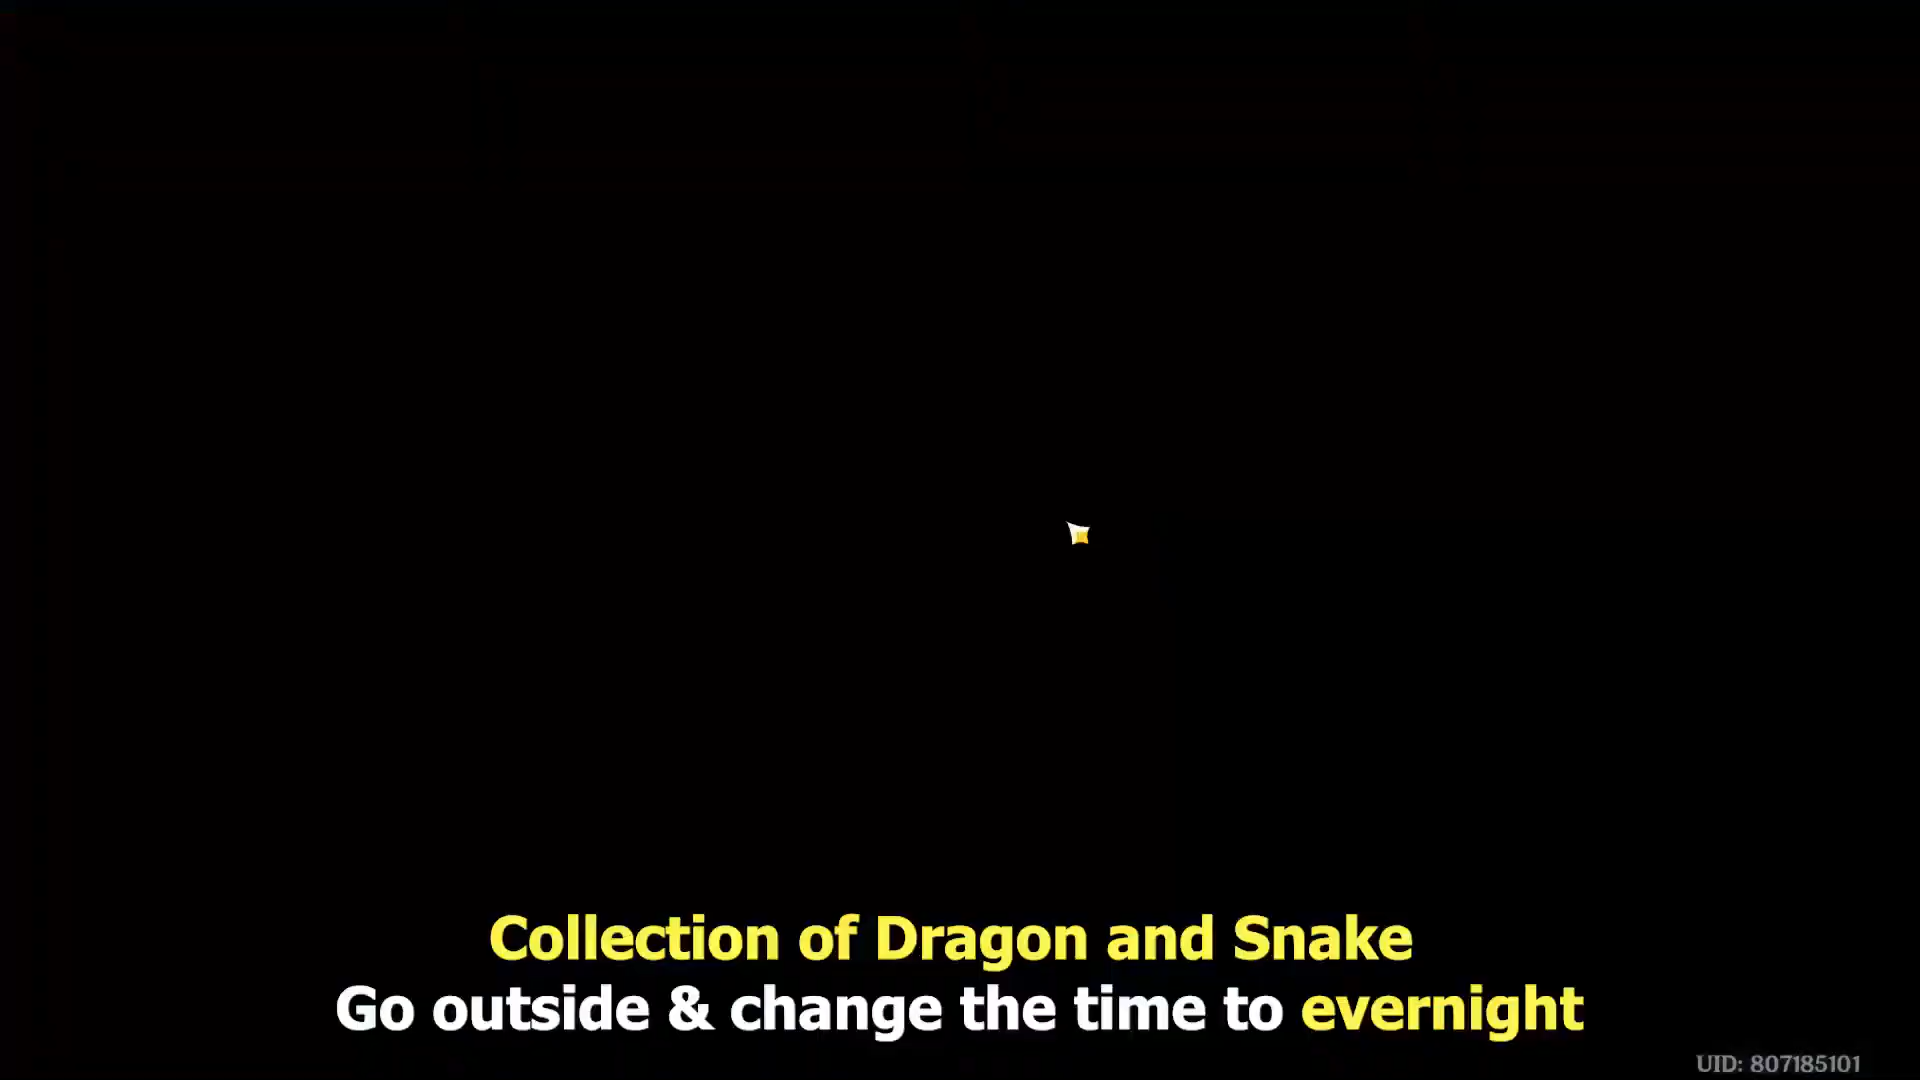 Collection of Dragon and Snake
Go outside & change the time to evernight
UID: 807185101